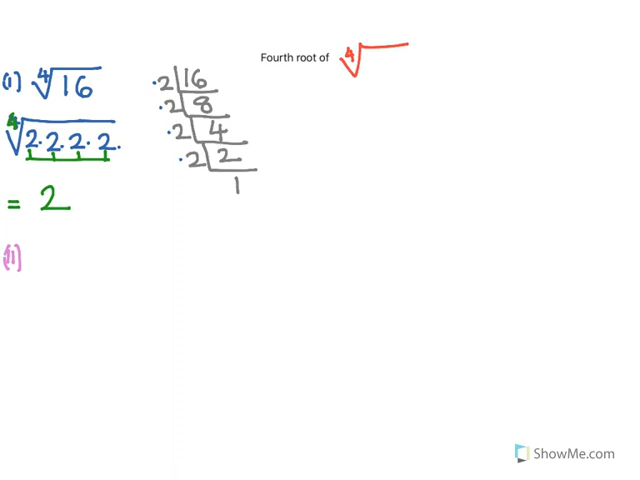 Fourth root of ∜
(i) ∜16
∜2·2·2·2·
= 2
·2 16
·2 8
·2 4
·2 2
1
(ii)
ShowMe.com